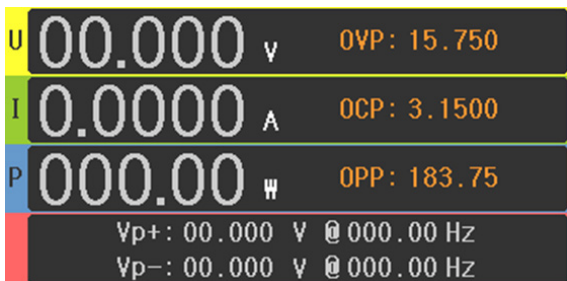 U 00.000 V OVP: 15.750
I 0.0000 A OCP: 3.1500
P 000.00 W OPP: 183.75
Vp+: 00.000 V @000.00 Hz
Vp-: 00.000 V @000.00 Hz